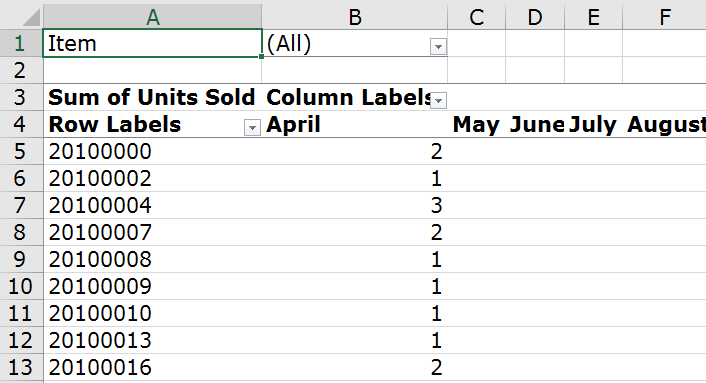 A B C D E F
1 Item (All)
2
3 Sum of Units Sold Column Labels
4 Row Labels April May June July August
5 20100000 2
6 20100002 1
7 20100004 3
8 20100007 2
9 20100008 1
10 20100009 1
11 20100010 1
12 20100013 1
13 20100016 2